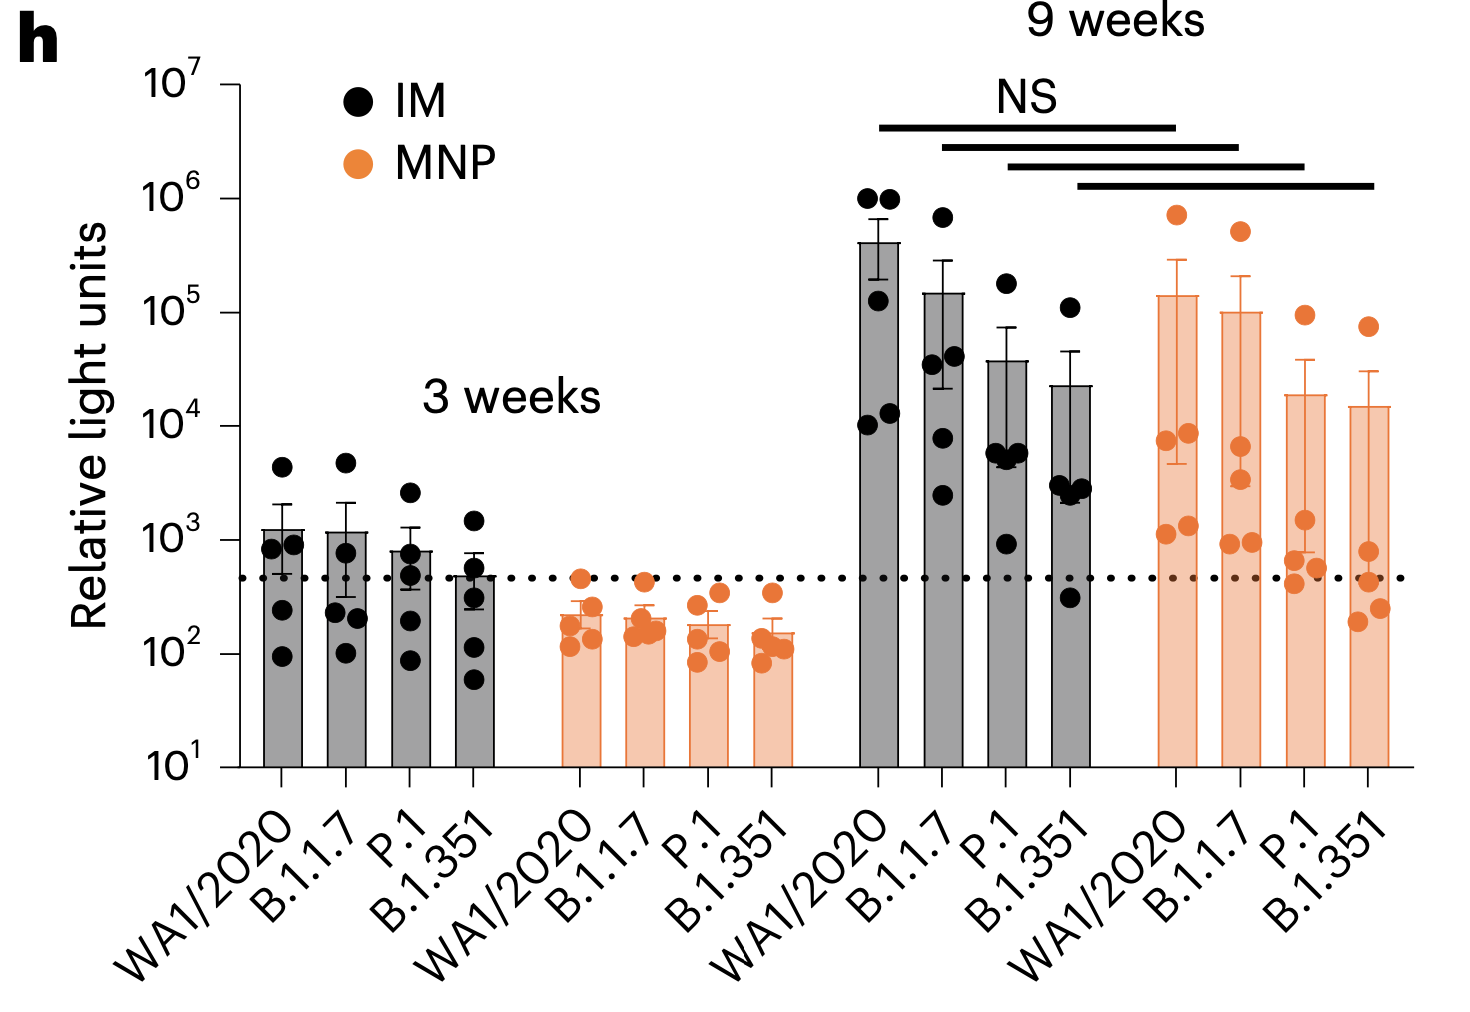 h
9 weeks
10⁷
IM
NS
MNP
10⁶
10⁵
3 weeks
10⁴
10³
10²
10¹
Relative light units
WA1/2020
B.1.1.7
P.1
B.1.351
WA1/2020
B.1.1.7
P.1
B.1.351
WA1/2020
B.1.1.7
P.1
B.1.351
WA1/2020
B.1.1.7
P.1
B.1.351